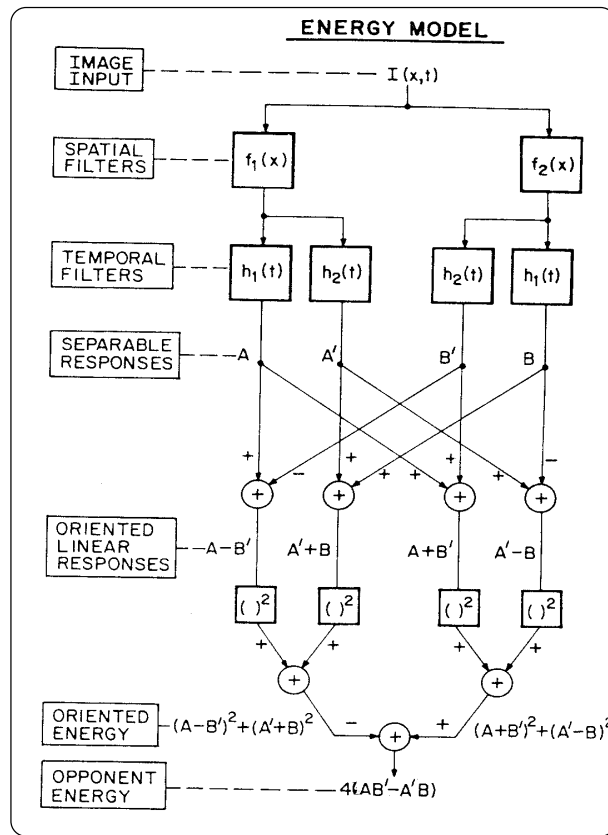 ENERGY MODEL
IMAGE INPUT
I(x,t)
SPATIAL FILTERS
f₁(x)
f₂(x)
TEMPORAL FILTERS
h₁(t)
h₂(t)
h₂(t)
h₁(t)
SEPARABLE RESPONSES
A
A′
B′
B
+ − + + + + + −
+ + + +
ORIENTED LINEAR RESPONSES
A−B′
A′+B
A+B′
A′−B
( )²
( )²
( )²
( )²
+ + + +
+ +
ORIENTED ENERGY
(A−B′)²+(A′+B)²
− + +
(A+B′)²+(A′−B)²
OPPONENT ENERGY
4(AB′−A′B)